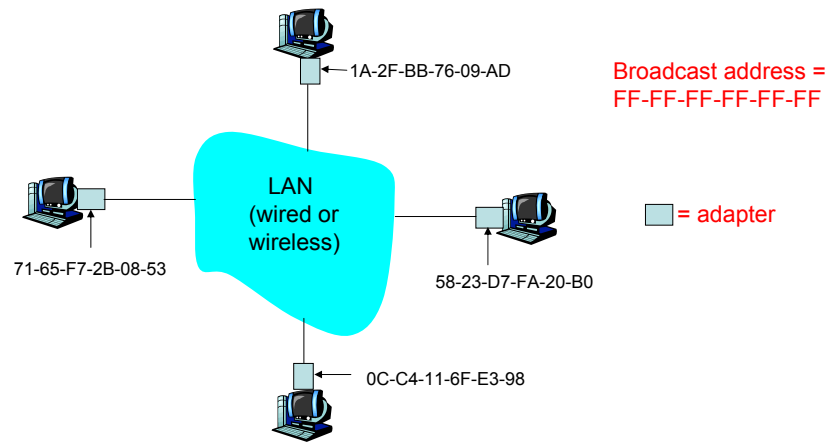 1A-2F-BB-76-09-AD
Broadcast address =
FF-FF-FF-FF-FF-FF
LAN
(wired or
wireless)
= adapter
71-65-F7-2B-08-53
58-23-D7-FA-20-B0
0C-C4-11-6F-E3-98